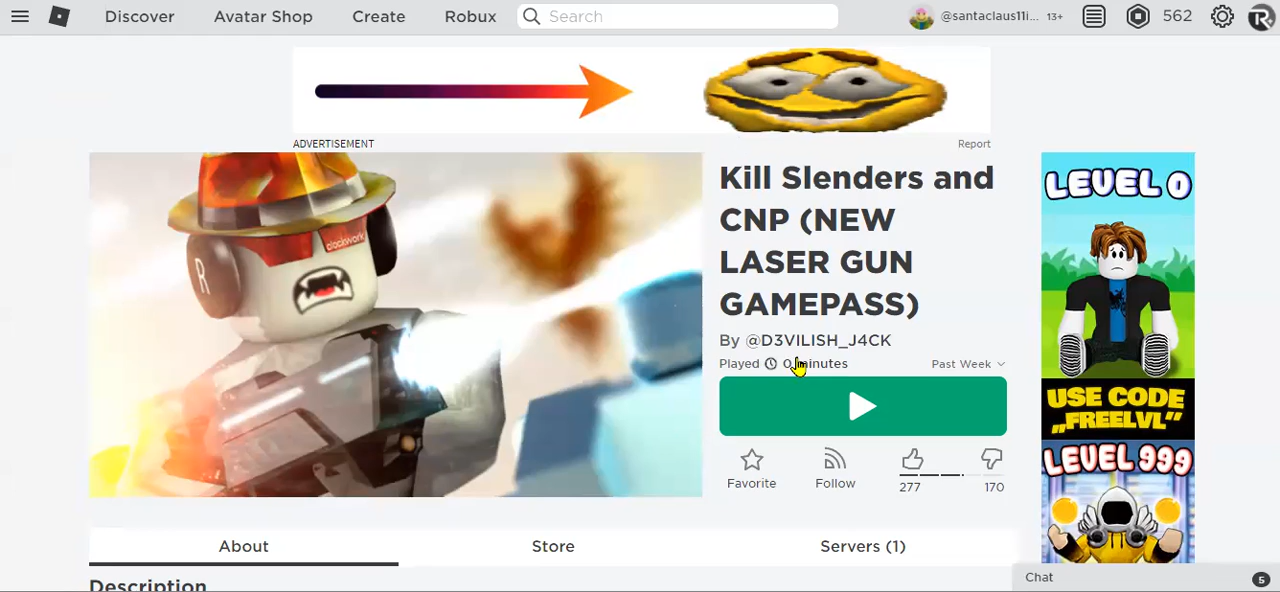 Discover Avatar Shop Create Robux Search @santaclaus11i... 13+ 562
ADVERTISEMENT Report
R
clockwork
Kill Slenders and
CNP (NEW
LASER GUN
GAMEPASS)
By @D3VILISH_J4CK
Played 0 minutes Past Week
Favorite Follow 277 170
LEVEL 0
USE CODE
„FREELVL”
LEVEL 999
About Store Servers (1)
Description
Chat 5